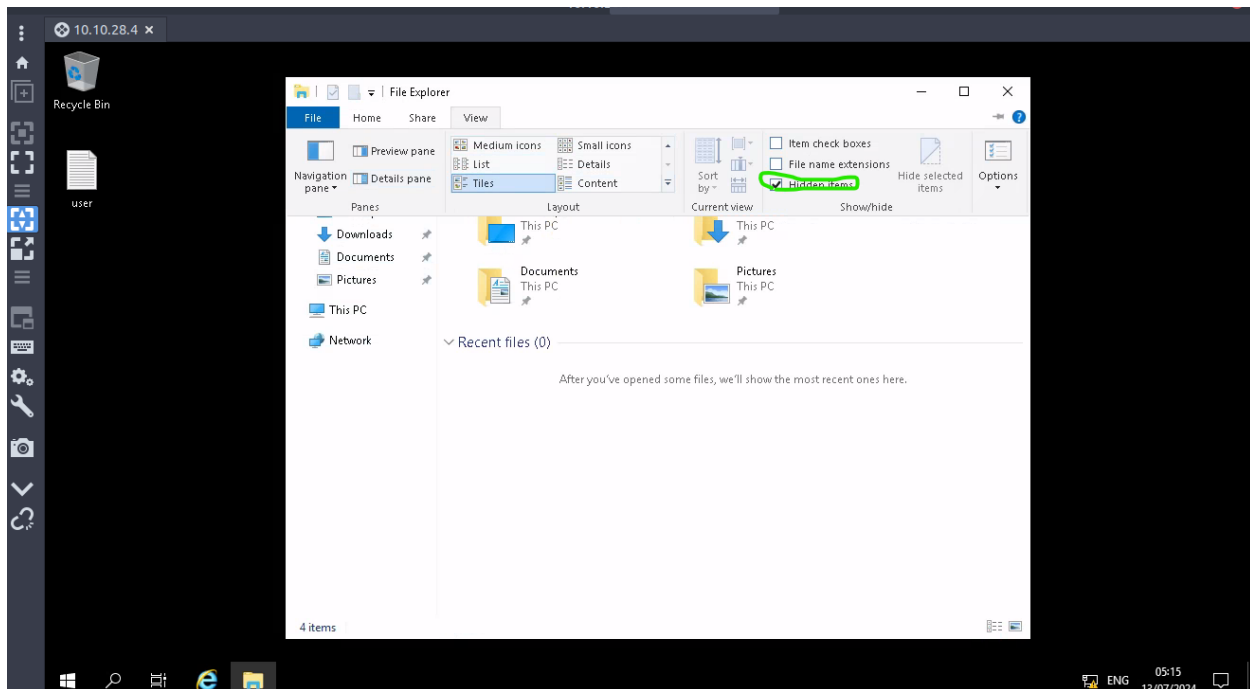 10.10.28.4 ×
Recycle Bin
user
File Explorer
File Home Share View
Preview pane
Details pane
Navigation pane
Panes
Medium icons Small icons
List Details
Tiles Content
Layout
Sort by
Current view
Item check boxes
File name extensions
Hidden items
Hide selected items
Show/hide
Options
Downloads
Documents
Pictures
This PC
Network
This PC
This PC
Documents
This PC
Pictures
This PC
Recent files (0)
After you've opened some files, we'll show the most recent ones here.
4 items
ENG
05:15
13/07/2024